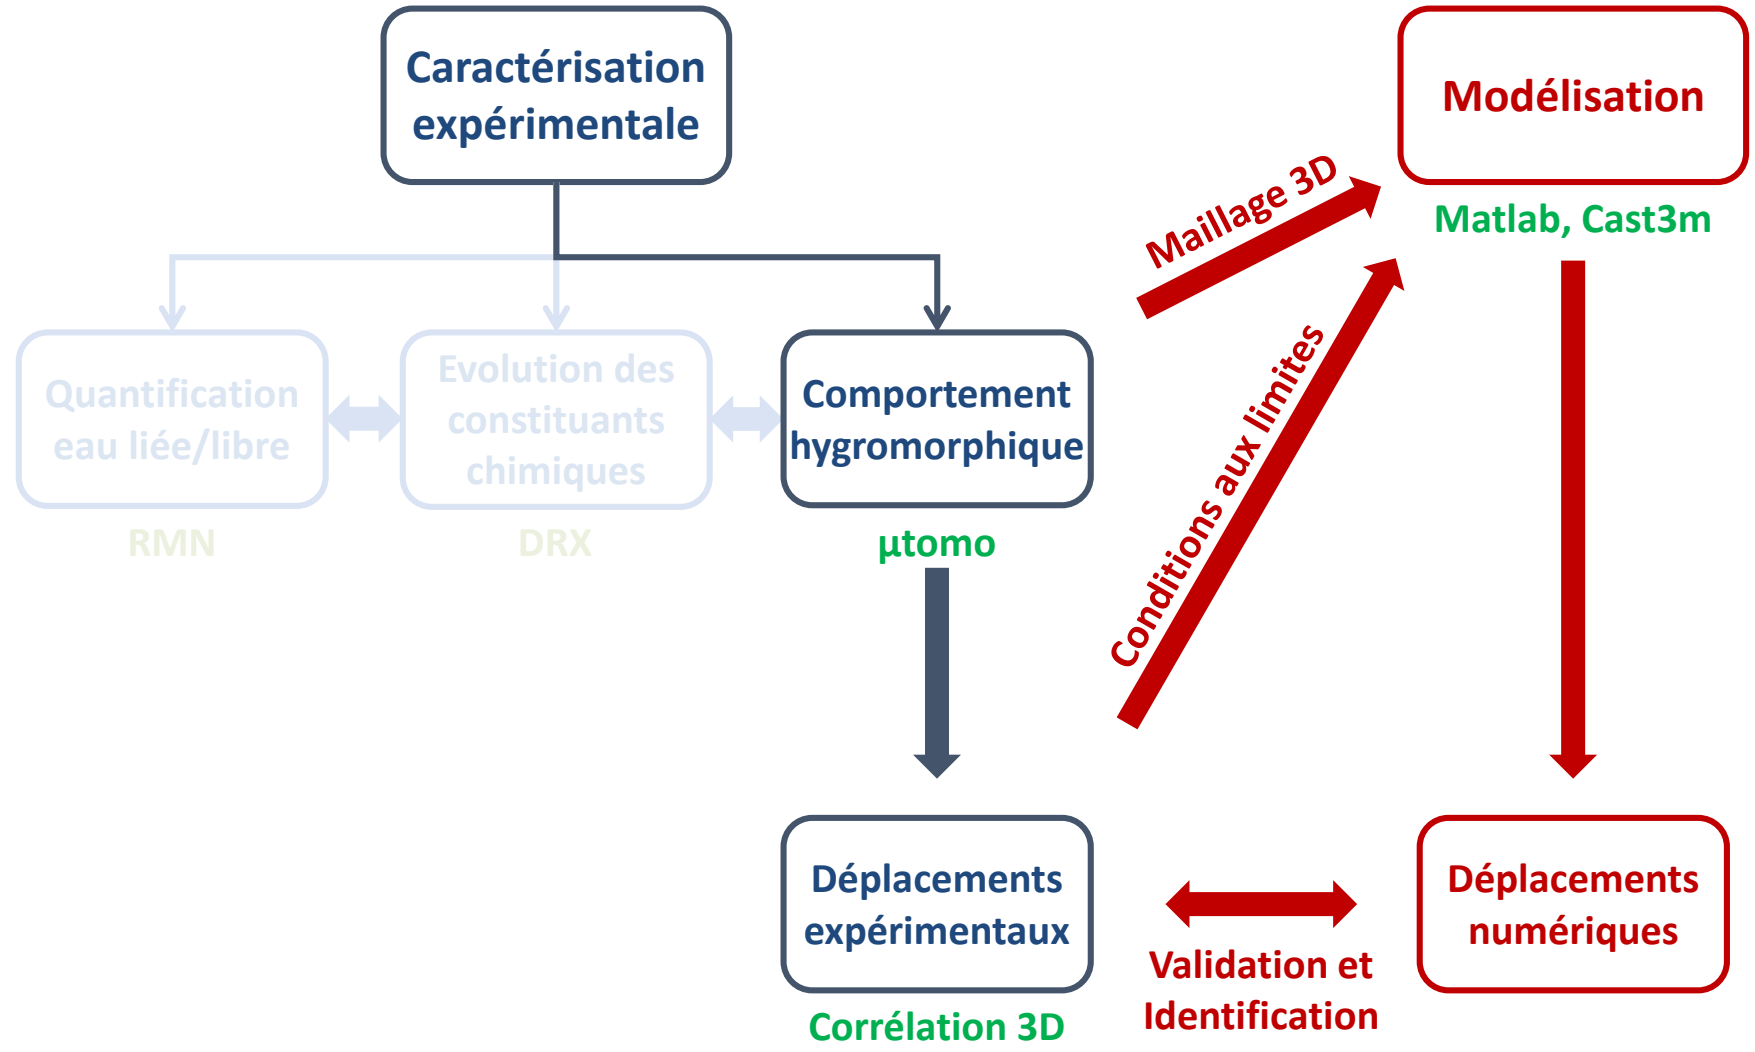 Caractérisation
expérimentale
Modélisation
Matlab, Cast3m
Maillage 3D
Conditions aux limites
Quantification
eau liée/libre
RMN
Evolution des
constituants
chimiques
DRX
Comportement
hygromorphique
µtomo
Déplacements
expérimentaux
Corrélation 3D
Validation et
Identification
Déplacements
numériques